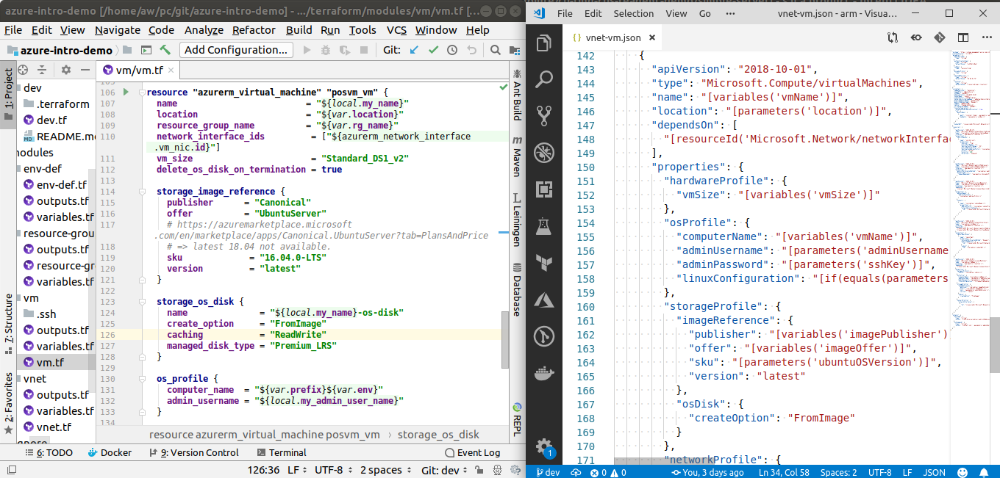 azure-intro-demo [/home/aw/pc/git/azure-intro-demo] - .../terraform/modules/vm/vm.tf [...
File Edit View Navigate Code Analyze Refactor Build Run Tools VCS Window Help
azure-intro-demo
Add Configuration...
Git:
1: Project
7: Structure
2: Favorites
dev
.terraform
dev.tf
README.m
modules
env-def
env-def.tf
outputs.tf
variables.tf
resource-grou
outputs.tf
resource-gr
variables.tf
vm
.ssh
outputs.tf
variables.tf
vm.tf
vnet
outputs.tf
variables.tf
vnet.tf
vm/vm.tf
106 resource "azurerm_virtual_machine" "posvm_vm" {
107 name = "${local.my_name}"
108 location = "${var.location}"
109 resource_group_name = "${var.rg_name}"
110 network_interface_ids = ["${azurerm_network_interface
.vm_nic.id}"]
111 vm_size = "Standard_DS1_v2"
112 delete_os_disk_on_termination = true
113
114 storage_image_reference {
115 publisher = "Canonical"
116 offer = "UbuntuServer"
117 # https://azuremarketplace.microsoft
.com/en/marketplace/apps/Canonical.UbuntuServer?tab=PlansAndPrice
118 # => latest 18.04 not available.
119 sku = "16.04.0-LTS"
120 version = "latest"
121 }
122
123 storage_os_disk {
124 name = "${local.my_name}-os-disk"
125 create_option = "FromImage"
126 caching = "ReadWrite"
127 managed_disk_type = "Premium_LRS"
128 }
129
130 os_profile {
131 computer_name = "${var.prefix}${var.env}"
132 admin_username = "${local.my_admin_user_name}"
133 }
134
Ant Build
Maven
Leiningen
Database
REPL
resource azurerm_virtual_machine posvm_vm › storage_os_disk
6: TODO Docker 9: Version Control Terminal Event Log
126:36 LF UTF-8 2 spaces Git: dev
File Edit Selection View Go ··· vnet-vm.json - arm - Visua...
{} vnet-vm.json
142 {
143 "apiVersion": "2018-10-01",
144 "type": "Microsoft.Compute/virtualMachines",
145 "name": "[variables('vmName')]",
146 "location": "[parameters('location')]",
147 "dependsOn": [
148 "[resourceId('Microsoft.Network/networkInterfa
149 ],
150 "properties": {
151 "hardwareProfile": {
152 "vmSize": "[variables('vmSize')]"
153 },
154 "osProfile": {
155 "computerName": "[variables('vmName')]",
156 "adminUsername": "[parameters('adminUsername
157 "adminPassword": "[parameters('sshKey')]",
158 "linuxConfiguration": "[if(equals(parameters
159 },
160 "storageProfile": {
161 "imageReference": {
162 "publisher": "[variables('imagePublisher')
163 "offer": "[variables('imageOffer')]",
164 "sku": "[parameters('ubuntuOSVersion')]",
165 "version": "latest"
166 },
167 "osDisk": {
168 "createOption": "FromImage"
169 }
170 },
171 "networkProfile": {
1
dev 0 0 You, 3 days ago Ln 34, Col 58 Spaces: 2 UTF-8 LF JSON